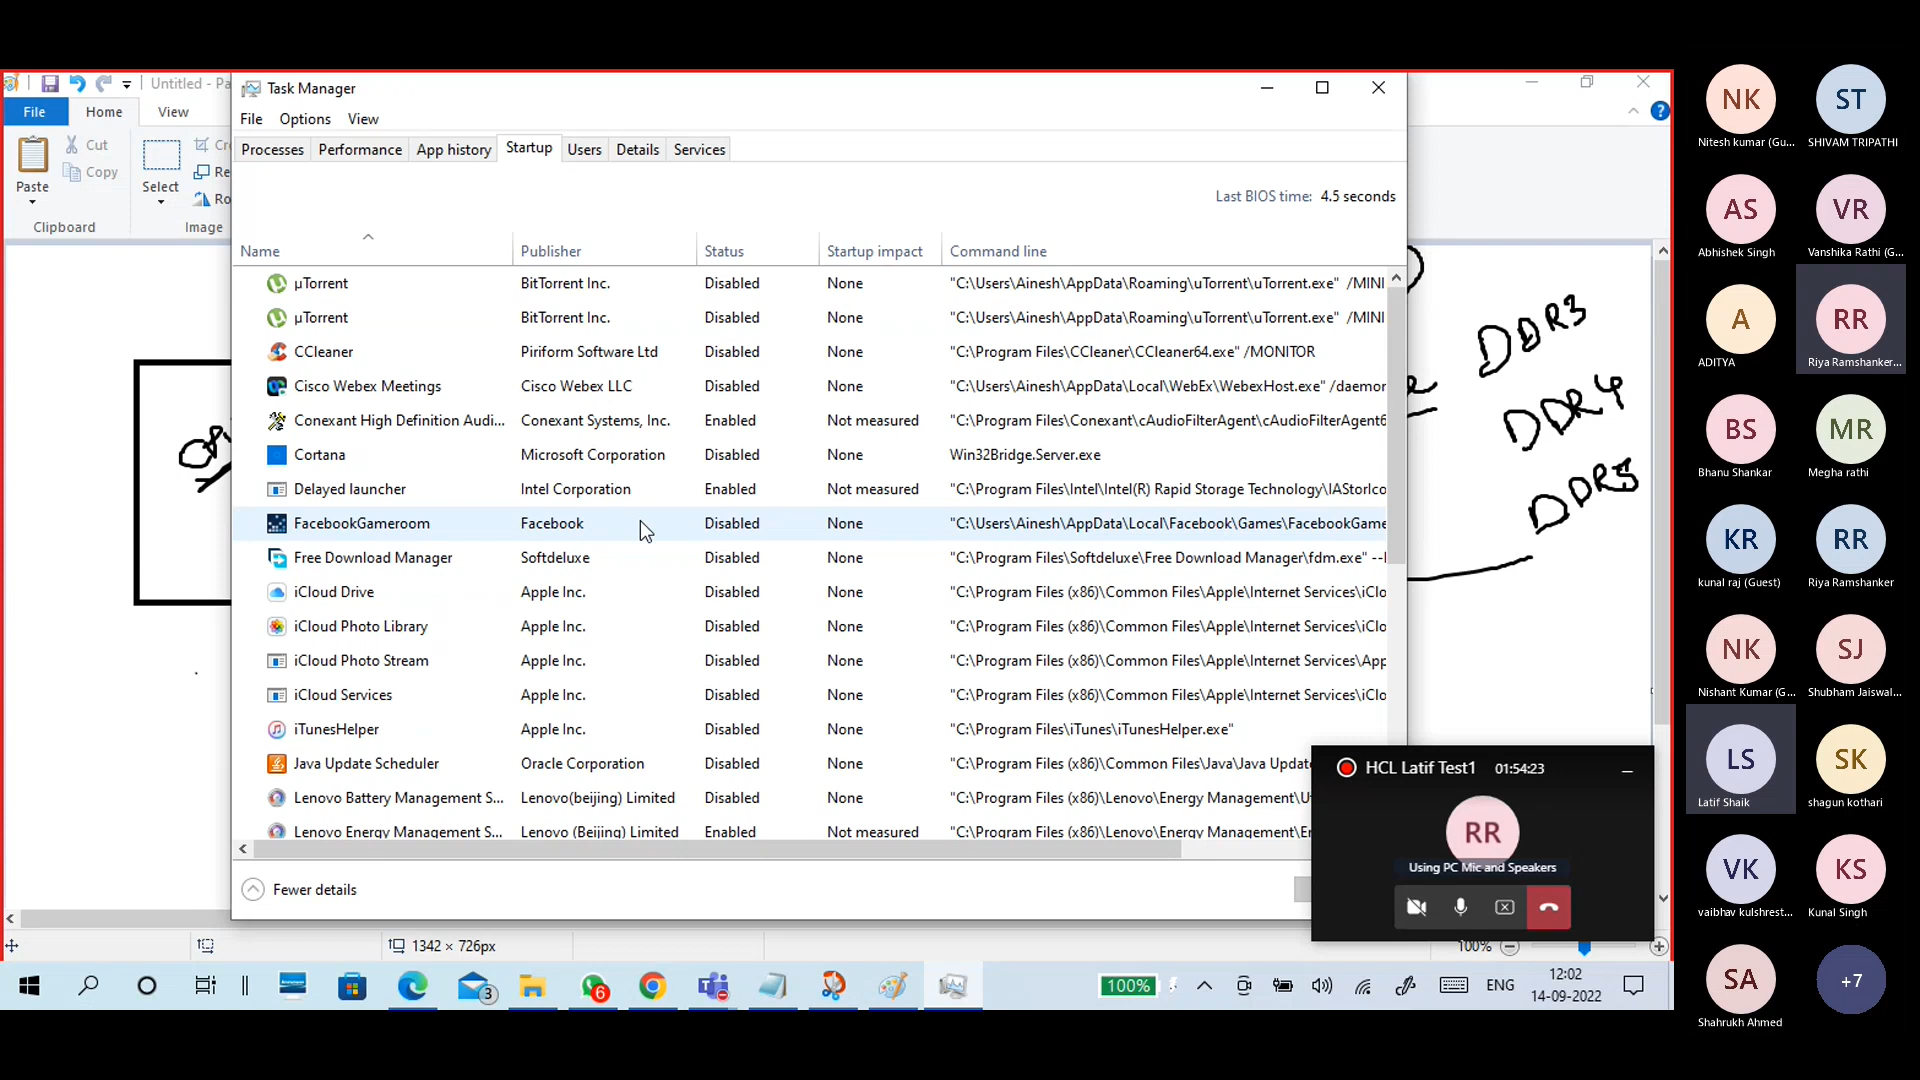 Untitled - Pa
File Home View
Paste
Cut
Copy
Clipboard
Select
Cr
Re
Ro
Image
Task Manager
File Options View
Processes Performance App history Startup Users Details Services
Last BIOS time: 4.5 seconds
Name Publisher Status Startup impact Command line
µTorrent BitTorrent Inc. Disabled None "C:\Users\Ainesh\AppData\Roaming\uTorrent\uTorrent.exe" /MINI
µTorrent BitTorrent Inc. Disabled None "C:\Users\Ainesh\AppData\Roaming\uTorrent\uTorrent.exe" /MINI
CCleaner Piriform Software Ltd Disabled None "C:\Program Files\CCleaner\CCleaner64.exe" /MONITOR
Cisco Webex Meetings Cisco Webex LLC Disabled None "C:\Users\Ainesh\AppData\Local\WebEx\WebexHost.exe" /daemor
Conexant High Definition Audi... Conexant Systems, Inc. Enabled Not measured "C:\Program Files\Conexant\cAudioFilterAgent\cAudioFilterAgent6
Cortana Microsoft Corporation Disabled None Win32Bridge.Server.exe
Delayed launcher Intel Corporation Enabled Not measured "C:\Program Files\Intel\Intel(R) Rapid Storage Technology\IAStorIco
FacebookGameroom Facebook Disabled None "C:\Users\Ainesh\AppData\Local\Facebook\Games\FacebookGame
Free Download Manager Softdeluxe Disabled None "C:\Program Files\Softdeluxe\Free Download Manager\fdm.exe" --
iCloud Drive Apple Inc. Disabled None "C:\Program Files (x86)\Common Files\Apple\Internet Services\iClo
iCloud Photo Library Apple Inc. Disabled None "C:\Program Files (x86)\Common Files\Apple\Internet Services\iClo
iCloud Photo Stream Apple Inc. Disabled None "C:\Program Files (x86)\Common Files\Apple\Internet Services\App
iCloud Services Apple Inc. Disabled None "C:\Program Files (x86)\Common Files\Apple\Internet Services\iClo
iTunesHelper Apple Inc. Disabled None "C:\Program Files\iTunes\iTunesHelper.exe"
Java Update Scheduler Oracle Corporation Disabled None "C:\Program Files (x86)\Common Files\Java\Java Update
Lenovo Battery Management S... Lenovo(beijing) Limited Disabled None "C:\Program Files (x86)\Lenovo\Energy Management\U
Lenovo Energy Management S... Lenovo (Beijing) Limited Enabled Not measured "C:\Program Files (x86)\Lenovo\Energy Management\E
Fewer details
DDR3
DDR4
DDR5
HCL Latif Test1 01:54:23
RR
Using PC Mic and Speakers
1342 × 726px
100%
3
6
100% ENG 12:02
14-09-2022
NK ST
Nitesh kumar (Gu... SHIVAM TRIPATHI
AS VR
Abhishek Singh Vanshika Rathi (G...
A RR
ADITYA Riya Ramshanker...
BS MR
Bhanu Shankar Megha rathi
KR RR
kunal raj (Guest) Riya Ramshanker
NK SJ
Nishant Kumar (G... Shubham Jaiswal...
LS SK
Latif Shaik shagun kothari
VK KS
vaibhav kulshrest... Kunal Singh
SA +7
Shahrukh Ahmed